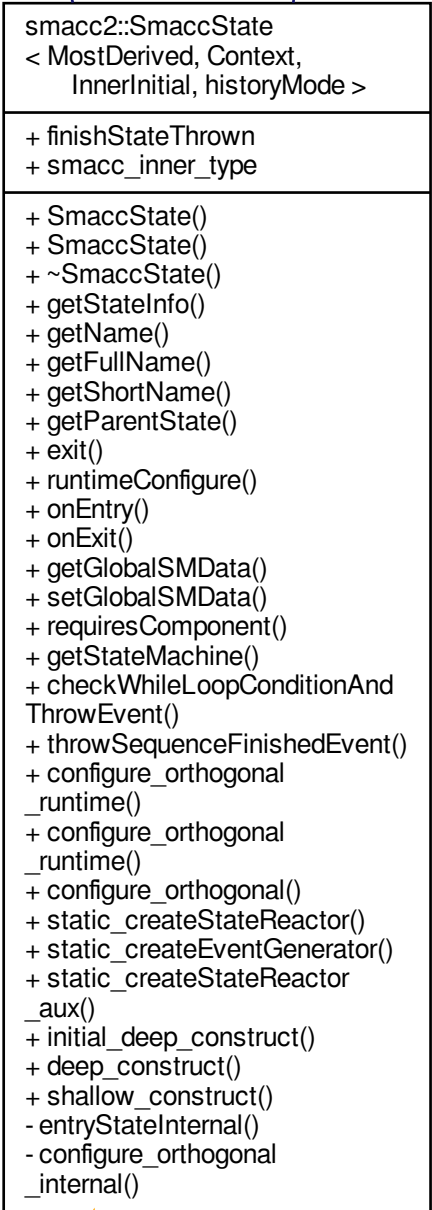 smacc2::SmaccState
< MostDerived, Context,
InnerInitial, historyMode >
+ finishStateThrown
+ smacc_inner_type
+ SmaccState()
+ SmaccState()
+ ~SmaccState()
+ getStateInfo()
+ getName()
+ getFullName()
+ getShortName()
+ getParentState()
+ exit()
+ runtimeConfigure()
+ onEntry()
+ onExit()
+ getGlobalSMData()
+ setGlobalSMData()
+ requiresComponent()
+ getStateMachine()
+ checkWhileLoopConditionAnd
ThrowEvent()
+ throwSequenceFinishedEvent()
+ configure_orthogonal
_runtime()
+ configure_orthogonal
_runtime()
+ configure_orthogonal()
+ static_createStateReactor()
+ static_createEventGenerator()
+ static_createStateReactor
_aux()
+ initial_deep_construct()
+ deep_construct()
+ shallow_construct()
- entryStateInternal()
- configure_orthogonal
_internal()